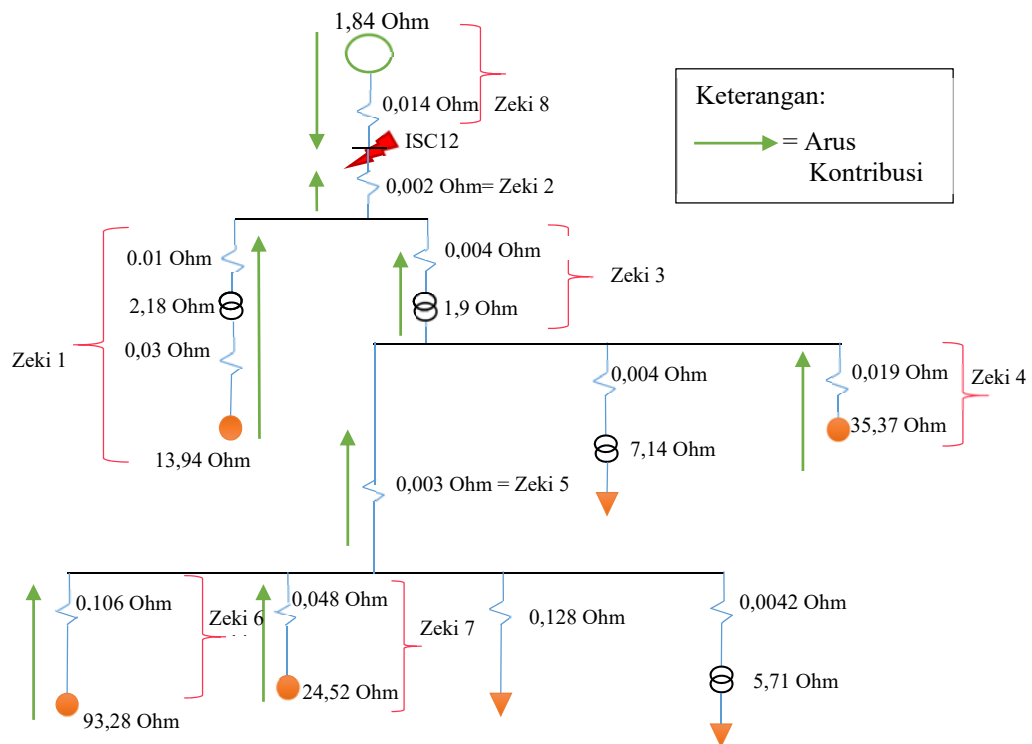 1,84 Ohm
0,014 Ohm
Zeki 8
ISC12
0,002 Ohm= Zeki 2
Keterangan:
= Arus
Kontribusi
0.01 Ohm
2,18 Ohm
0,03 Ohm
Zeki 1
13,94 Ohm
0,004 Ohm
1,9 Ohm
Zeki 3
0,004 Ohm
7,14 Ohm
0,019 Ohm
35,37 Ohm
Zeki 4
0,003 Ohm = Zeki 5
0,106 Ohm
Zeki 6
93,28 Ohm
0,048 Ohm
Zeki 7
24,52 Ohm
0,128 Ohm
0,0042 Ohm
5,71 Ohm